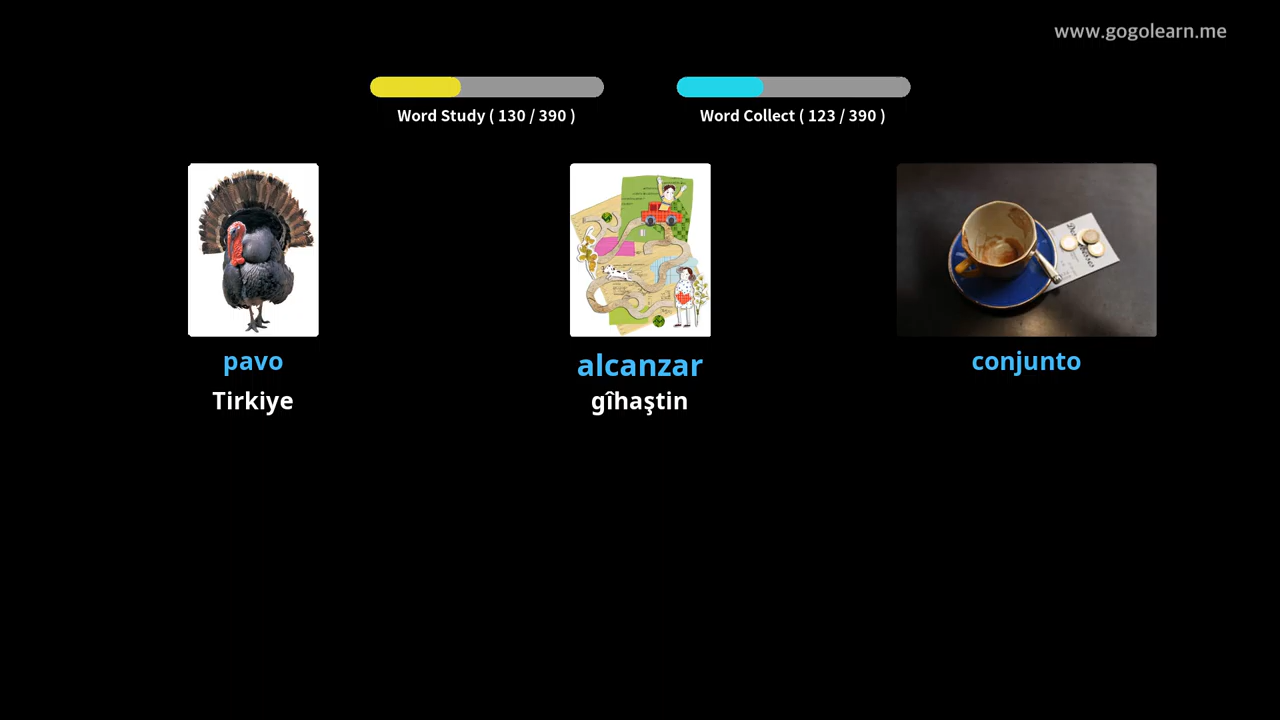 www.gogolearn.me
Word Study ( 130 / 390 )
Word Collect ( 123 / 390 )
pavo
alcanzar
conjunto
Tirkiye
gîhaştin